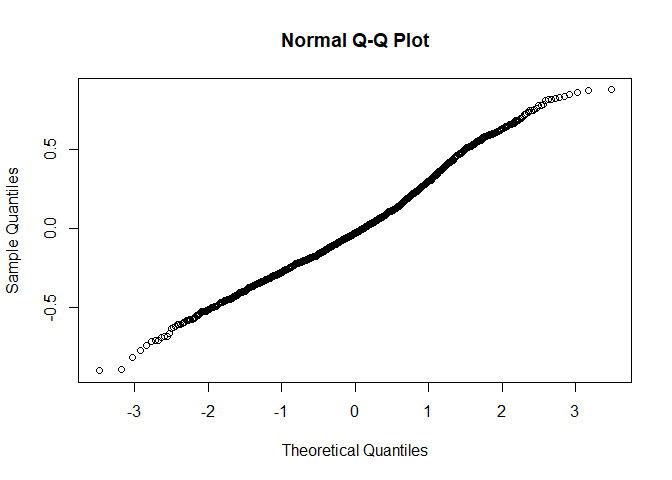 Normal Q-Q Plot
Sample Quantiles
0.5
0.0
-0.5
-3 -2 -1 0 1 2 3
Theoretical Quantiles